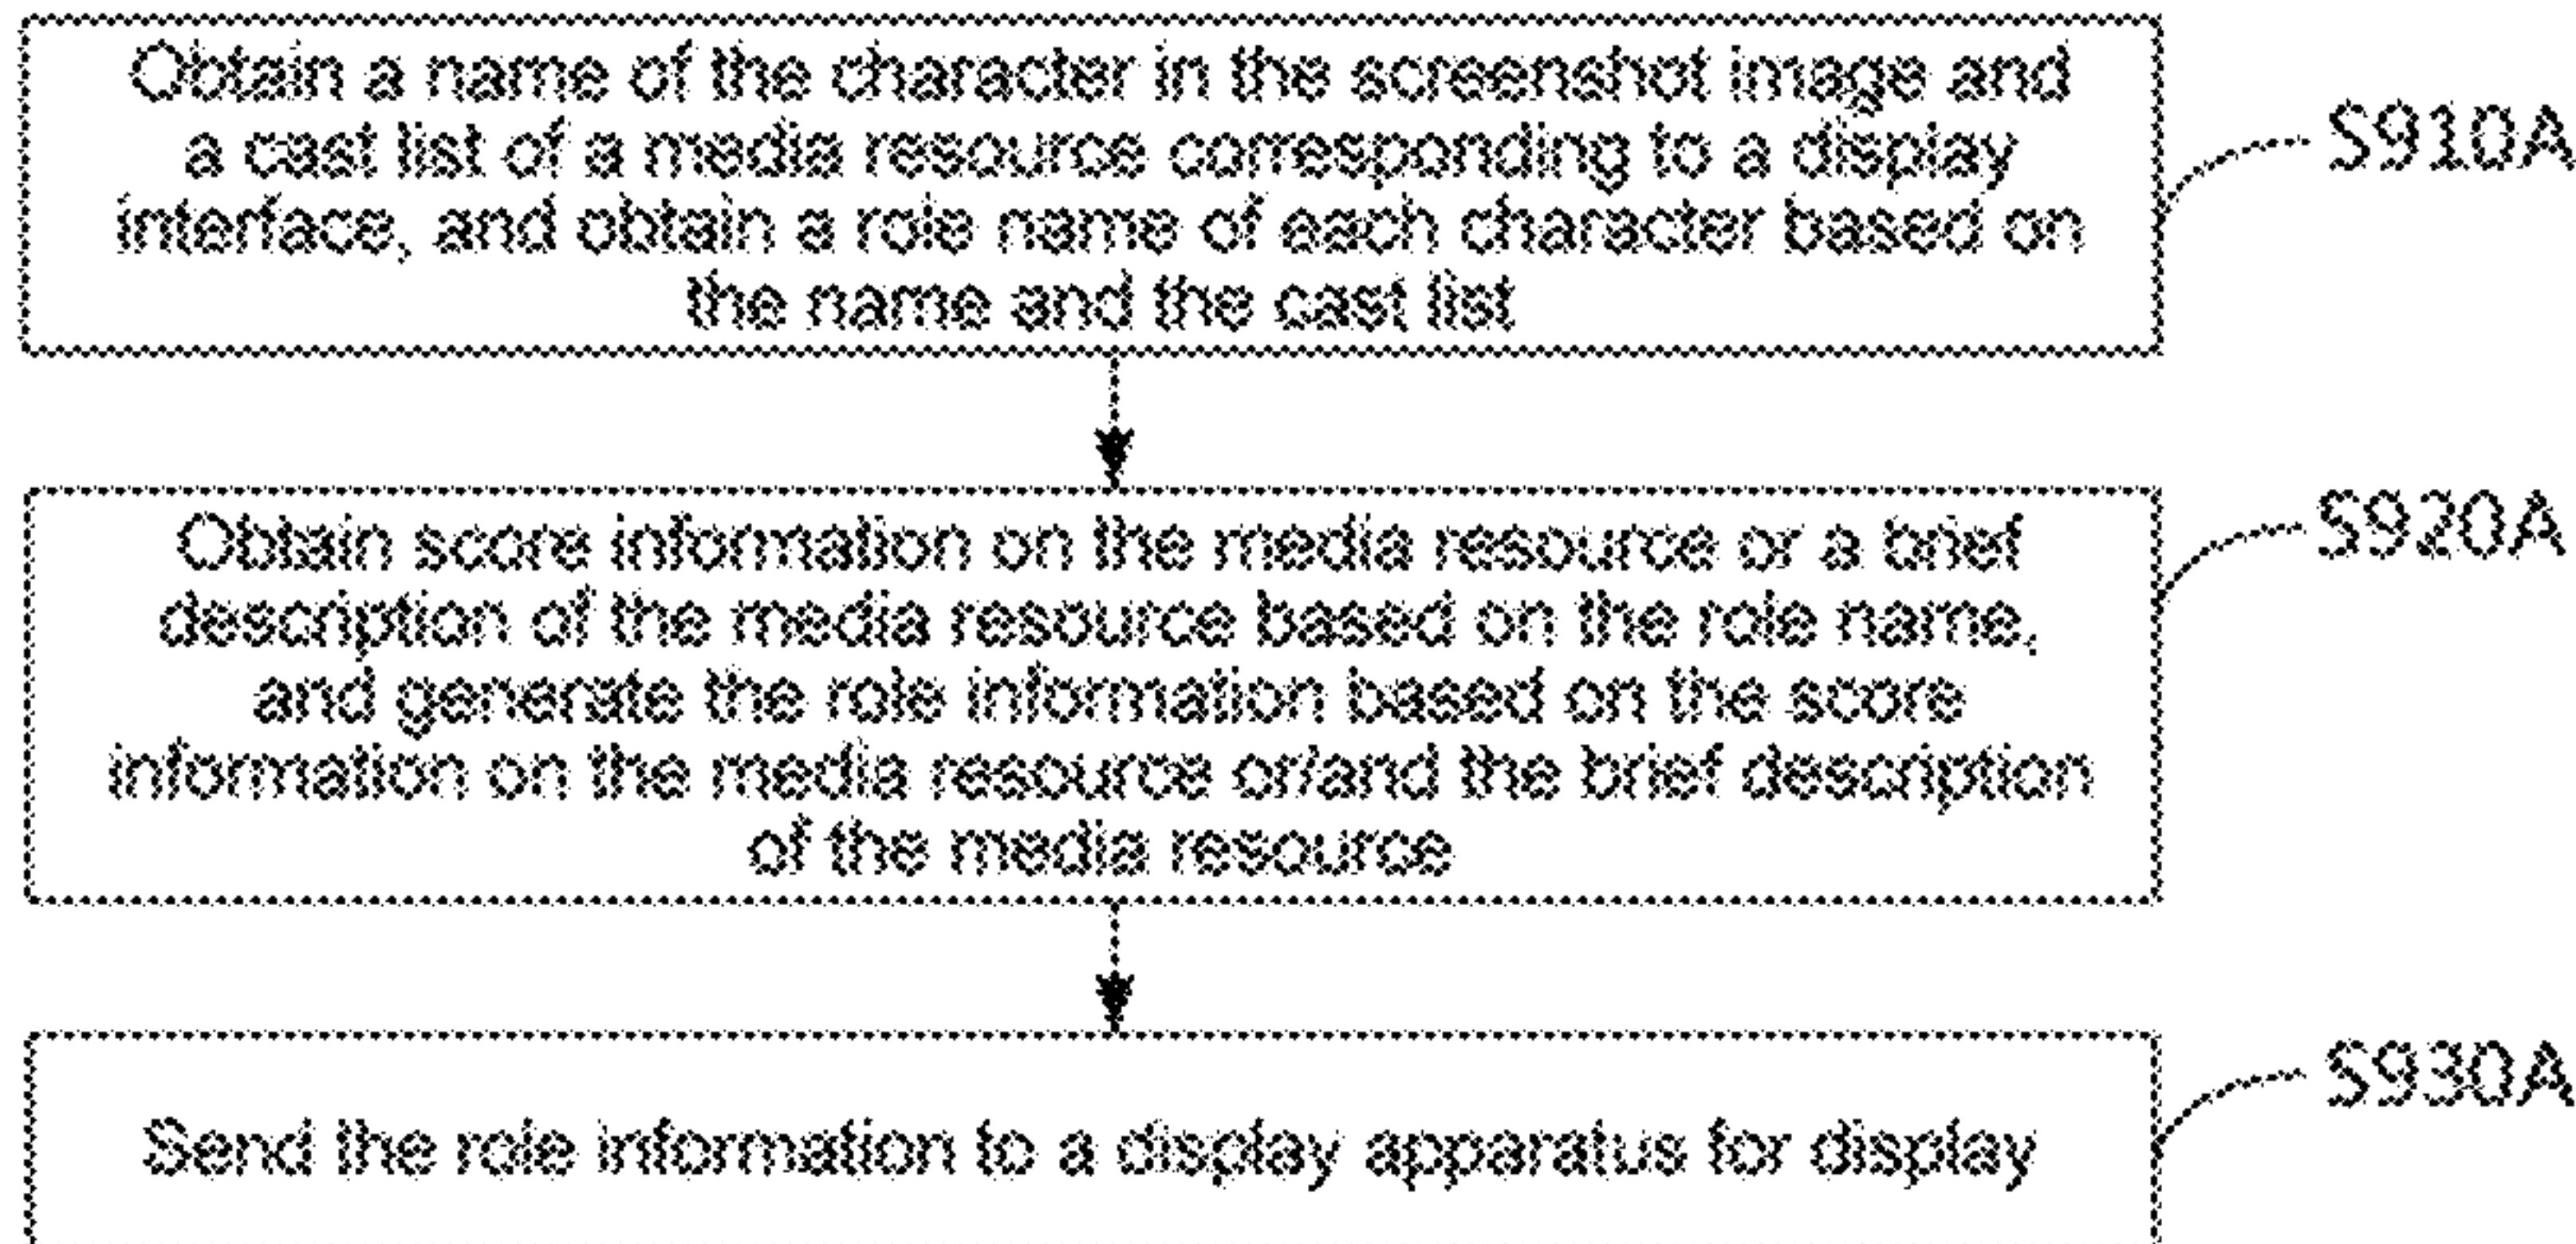 Obtain a name of the character in the screenshot image and
a cast list of a media resource corresponding to a display
interface, and obtain a role name of each character based on
the name and the cast list
S910A
Obtain score information on the media resource or a brief
description of the media resource based on the role name,
and generate the role information based on the score
information on the media resource or/and the brief description
of the media resource
S920A
Send the role information to a display apparatus for display
S930A